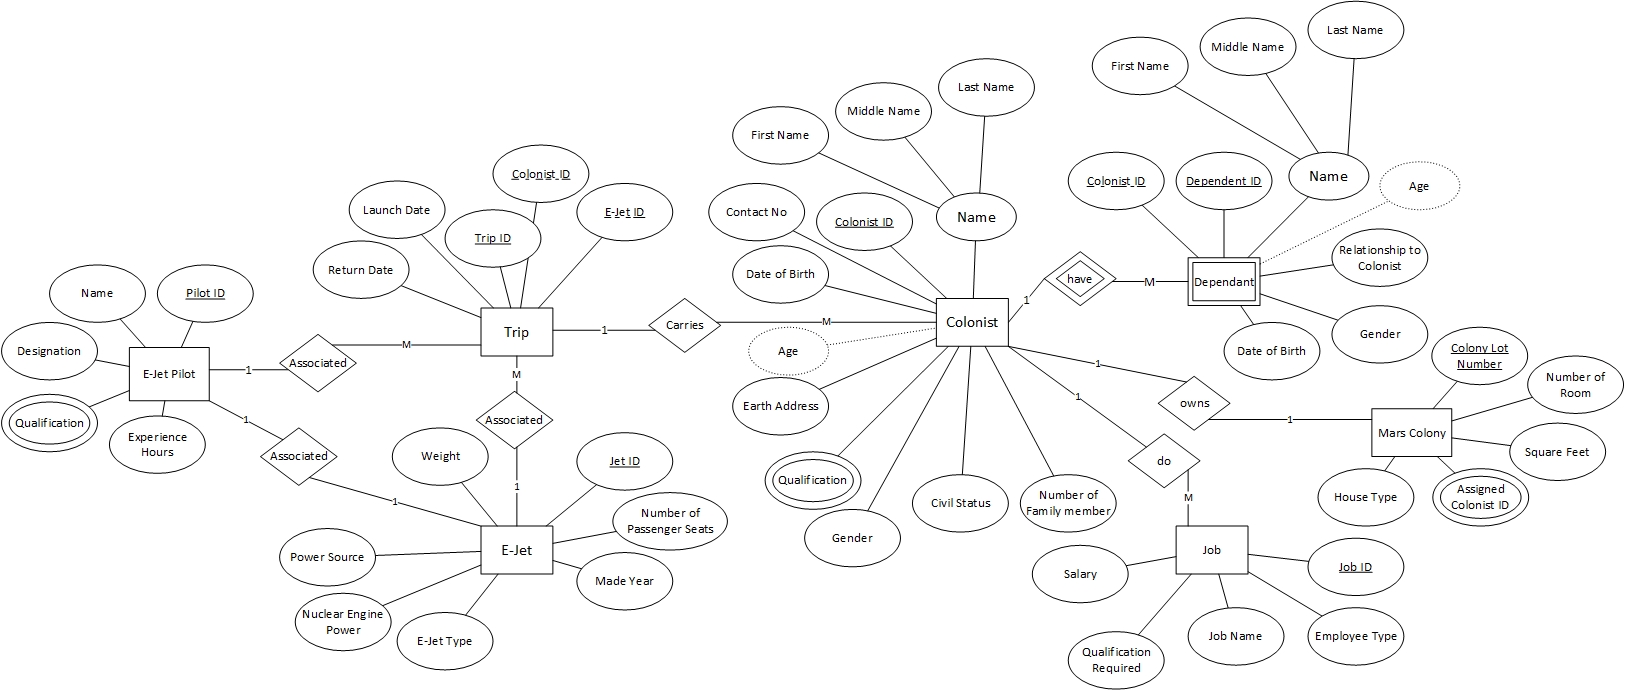 Last Name
Middle Name
First Name
Name
Colonist ID
Dependent ID
Age
Relationship to
Colonist
Gender
Date of Birth
Dependant
M
have
1
Last Name
Middle Name
First Name
Name
Contact No
Colonist ID
Date of Birth
Colonist
Age
Earth Address
Qualification
Gender
Civil Status
Number of
Family member
M
Carries
1
Colonist ID
Launch Date
Trip ID
E-Jet ID
Return Date
Trip
M
Associated
1
Name
Pilot ID
Designation
E-Jet Pilot
Qualification
Experience
Hours
1
Associated
1
M
Associated
1
Weight
Jet ID
Number of
Passenger Seats
Power Source
E-Jet
Made Year
Nuclear Engine
Power
E-Jet Type
1
owns
1
Colony Lot
Number
Number of
Room
Mars Colony
Square Feet
House Type
Assigned
Colonist ID
1
do
M
Job
Salary
Job ID
Qualification
Required
Job Name
Employee Type